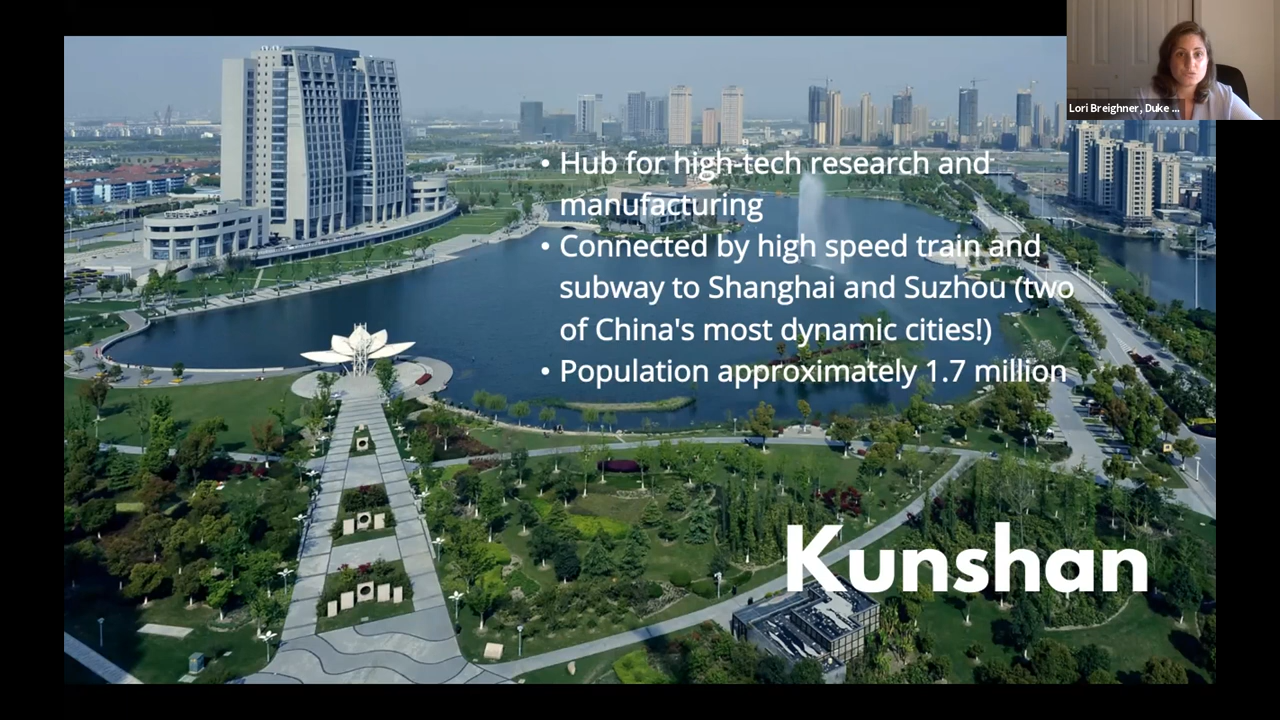 Lori Breighner, Duke ...
• Hub for high-tech research and
manufacturing
• Connected by high speed train and
subway to Shanghai and Suzhou (two
of China's most dynamic cities!)
• Population approximately 1.7 million
Kunshan